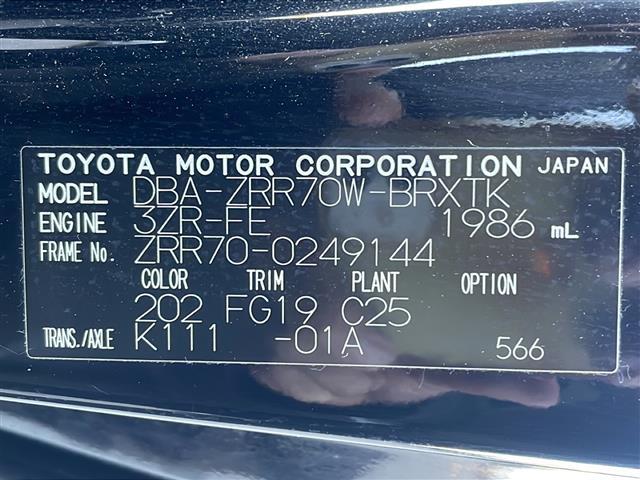 TOYOTA MOTOR CORPORATION JAPAN
MODEL DBA-ZRR70W-BRXTK
ENGINE 3ZR-FE 1986 mL
FRAME No. ZRR70-0249144
COLOR TRIM PLANT OPTION
202 FG19 C25
TRANS./AXLE K111 -01A 566